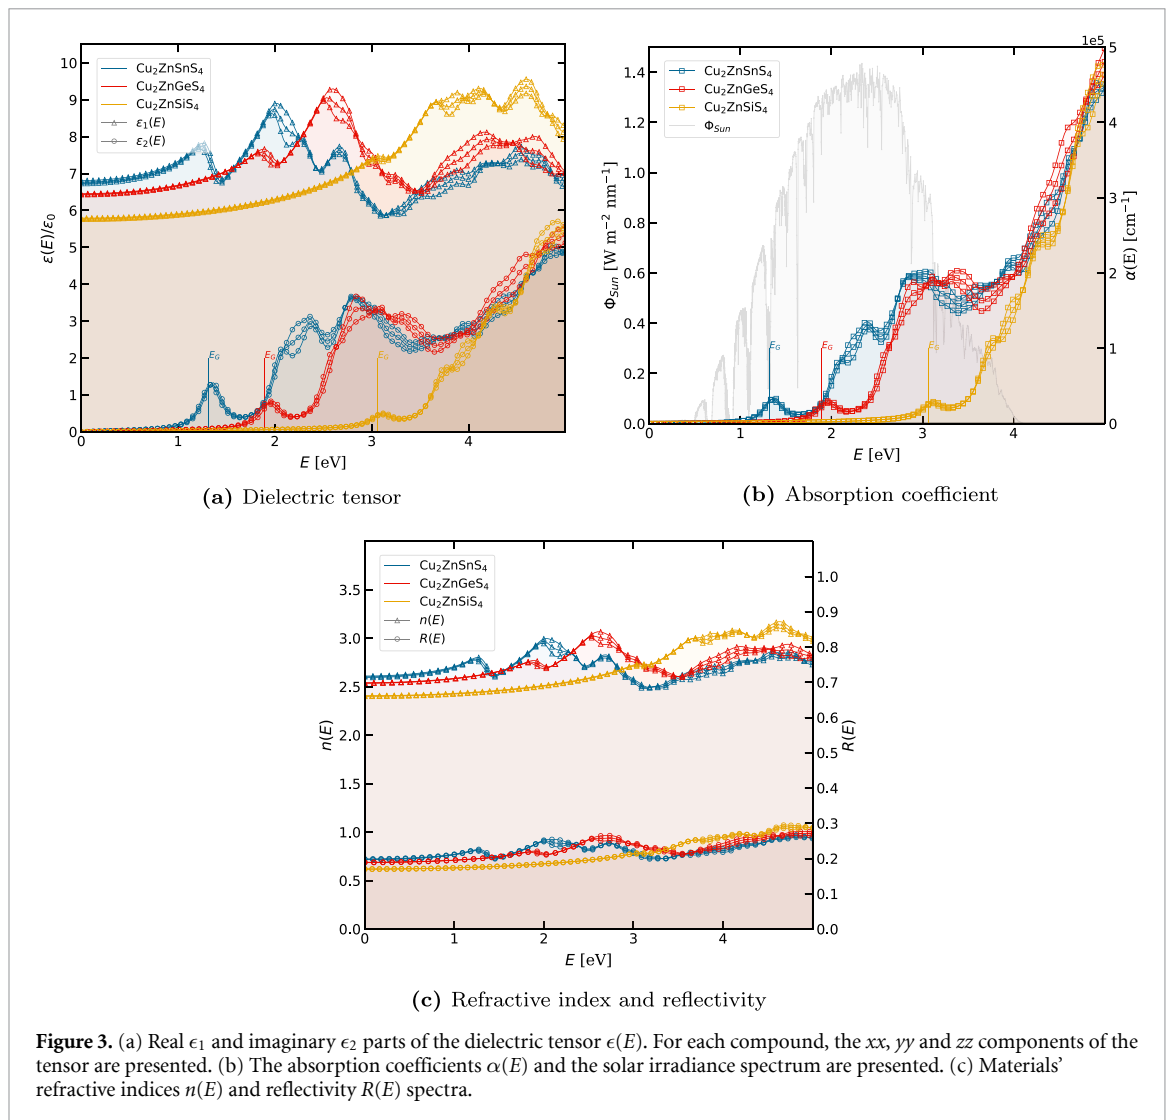 10
9
8
7
6
5
4
3
2
1
0
ε(E)/ε₀
Cu₂ZnSnS₄
Cu₂ZnGeS₄
Cu₂ZnSiS₄
ε₁(E)
ε₂(E)
E_G
E_G
E_G
0 1 2 3 4
E [eV]
(a) Dielectric tensor
1.4
1.2
1.0
0.8
0.6
0.4
0.2
0.0
Φ_Sun [W m⁻² nm⁻¹]
Cu₂ZnSnS₄
Cu₂ZnGeS₄
Cu₂ZnSiS₄
Φ_Sun
E_G
E_G
E_G
1e5
5
4
3
2
1
0
α(E) [cm⁻¹]
0 1 2 3 4
E [eV]
(b) Absorption coefficient
3.5
3.0
2.5
2.0
1.5
1.0
0.5
0.0
n(E)
Cu₂ZnSnS₄
Cu₂ZnGeS₄
Cu₂ZnSiS₄
n(E)
R(E)
1.0
0.9
0.8
0.7
0.6
0.5
0.4
0.3
0.2
0.1
0.0
R(E)
0 1 2 3 4
E [eV]
(c) Refractive index and reflectivity
Figure 3. (a) Real ϵ₁ and imaginary ϵ₂ parts of the dielectric tensor ϵ(E). For each compound, the xx, yy and zz components of the
tensor are presented. (b) The absorption coefficients α(E) and the solar irradiance spectrum are presented. (c) Materials'
refractive indices n(E) and reflectivity R(E) spectra.